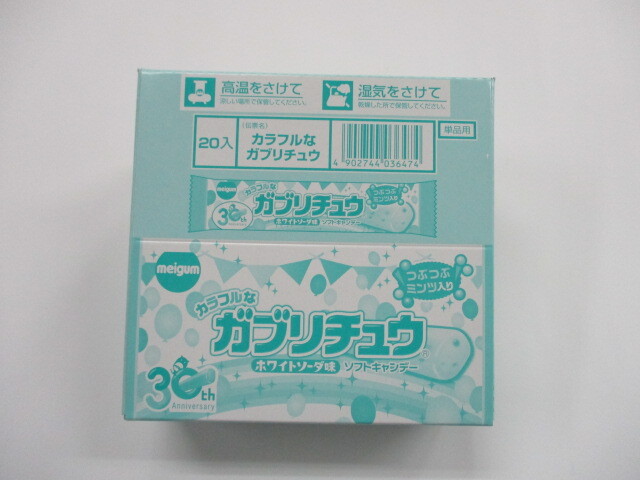 高温をさけて
涼しい場所で保管してください。
湿気をさけて
乾燥した所で保管してください。
20入
(伝票名)
カラフルな
ガブリチュウ
4 902744 036474
単品用
meigum
カラフルな
ガブリチュウ
つぶつぶ
ミンツ入り
30th
ホワイトソーダ味 ソフトキャンデー
meigum
つぶつぶ
ミンツ入り
カラフルな
ガブリチュウ®
ホワイトソーダ味 ソフトキャンデー
30th
Anniversary